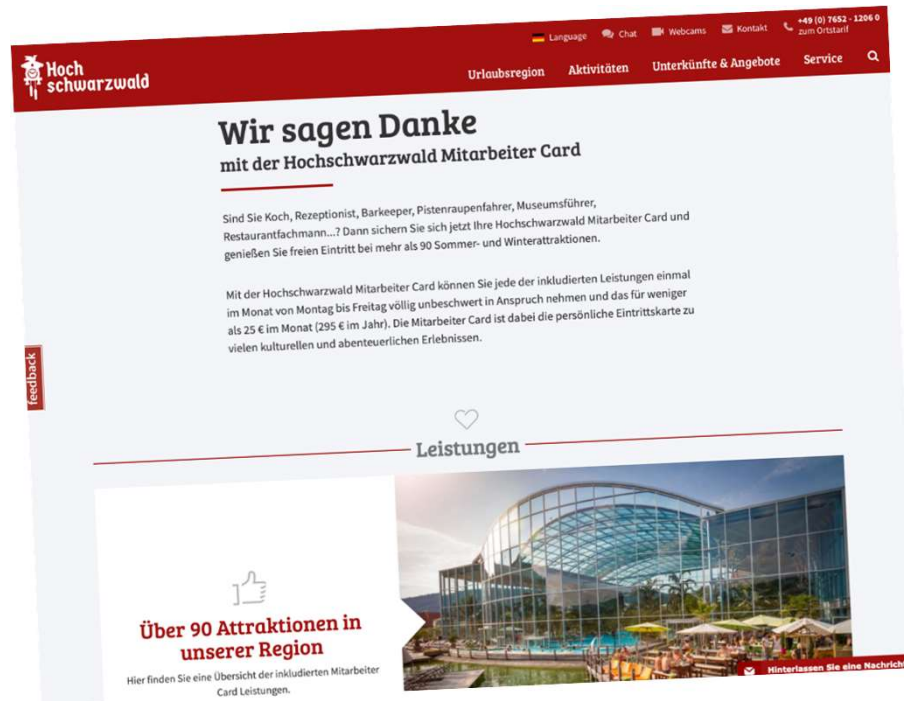 Language Chat Webcams Kontakt +49 (0) 7652 - 1206 0
zum Ortstarif
Hoch
schwarzwald
Urlaubsregion Aktivitäten Unterkünfte & Angebote Service
Wir sagen Danke
mit der Hochschwarzwald Mitarbeiter Card
Sind Sie Koch, Rezeptionist, Barkeeper, Pistenraupenfahrer, Museumsführer,
Restaurantfachmann...? Dann sichern Sie sich jetzt Ihre Hochschwarzwald Mitarbeiter Card und
genießen Sie freien Eintritt bei mehr als 90 Sommer- und Winterattraktionen.
Mit der Hochschwarzwald Mitarbeiter Card können Sie jede der inkludierten Leistungen einmal
im Monat von Montag bis Freitag völlig unbeschwert in Anspruch nehmen und das für weniger
als 25 € im Monat (295 € im Jahr). Die Mitarbeiter Card ist dabei die persönliche Eintrittskarte zu
vielen kulturellen und abenteuerlichen Erlebnissen.
feedback
Leistungen
Über 90 Attraktionen in
unserer Region
Hier finden Sie eine Übersicht der inkludierten Mitarbeiter
Card Leistungen.
Hinterlassen Sie eine Nachricht